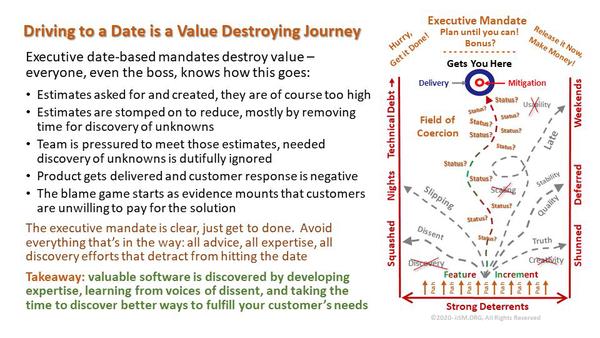 Driving to a Date is a Value Destroying Journey
Executive date-based mandates destroy value –
everyone, even the boss, knows how this goes:
• Estimates asked for and created, they are of course too high
• Estimates are stomped on to reduce, mostly by removing
time for discovery of unknowns
• Team is pressured to meet those estimates, needed
discovery of unknowns is dutifully ignored
• Product gets delivered and customer response is negative
• The blame game starts as evidence mounts that customers
are unwilling to pay for the solution
The executive mandate is clear, just get to done.  Avoid
everything that's in the way: all advice, all expertise, all
discovery efforts that detract from hitting the date
Takeaway: valuable software is discovered by developing
expertise, learning from voices of dissent, and taking the
time to discover better ways to fulfill your customer's needs
Executive Mandate
Plan until you can!
Bonus?
Hurry,
Get it Done!
Release it Now,
Make Money!
Gets You Here
Delivery
Mitigation
Status?
Status?
Usability
Status?
Status?
Status?
Status?
Field of
Coercion
Status?
Status?
Status?
Status?
Status?
Technical Debt
Nights
Squashed
Weekends
Deferred
Shunned
Late
Scaling
Stability
Quality
Slipping
Dissent
Truth
Discovery
Creativity
Feature
Increment
Path
Path
Path
Path
Path
Path
Path
Path
Strong Deterrents
©2020- JISM.ORG, All Rights Reserved